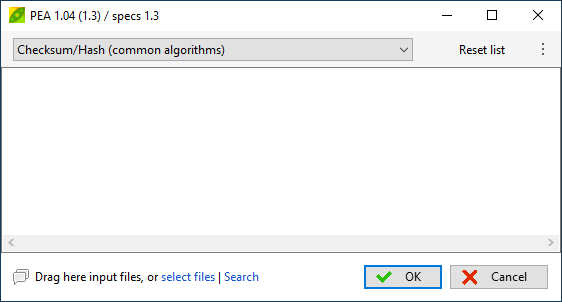 PEA 1.04 (1.3) / specs 1.3
Checksum/Hash (common algorithms)
Reset list
Drag here input files, or select files | Search
OK
Cancel